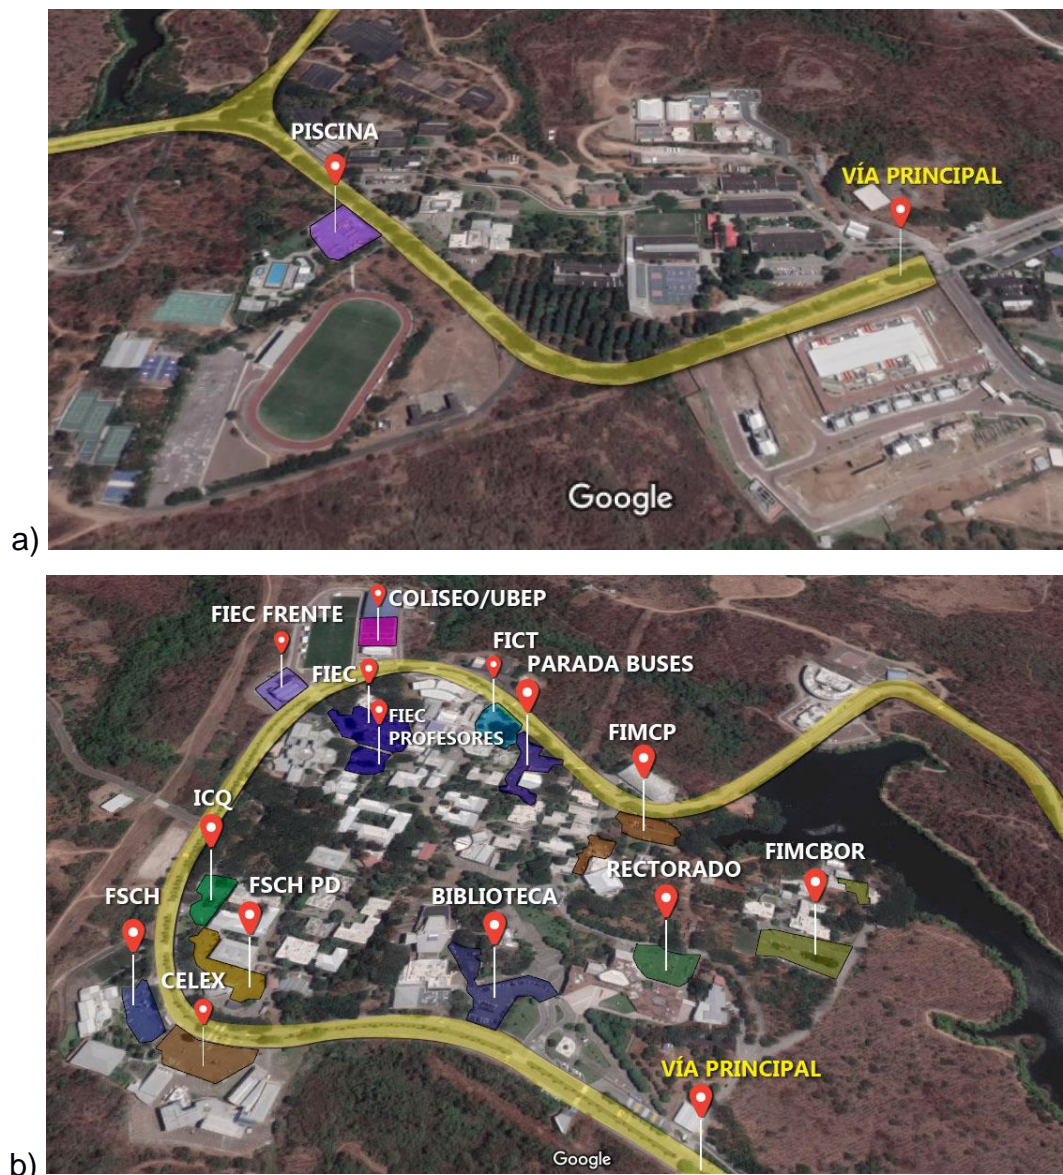 PISCINA
VÍA PRINCIPAL
Google
a)
COLISEO/UBEP
FIEC FRENTE
FICT
PARADA BUSES
FIEC
FIEC
PROFESORES
FIMCP
ICQ
RECTORADO
FIMCBOR
FSCH
FSCH PD
BIBLIOTECA
CELEX
VÍA PRINCIPAL
Google
b)